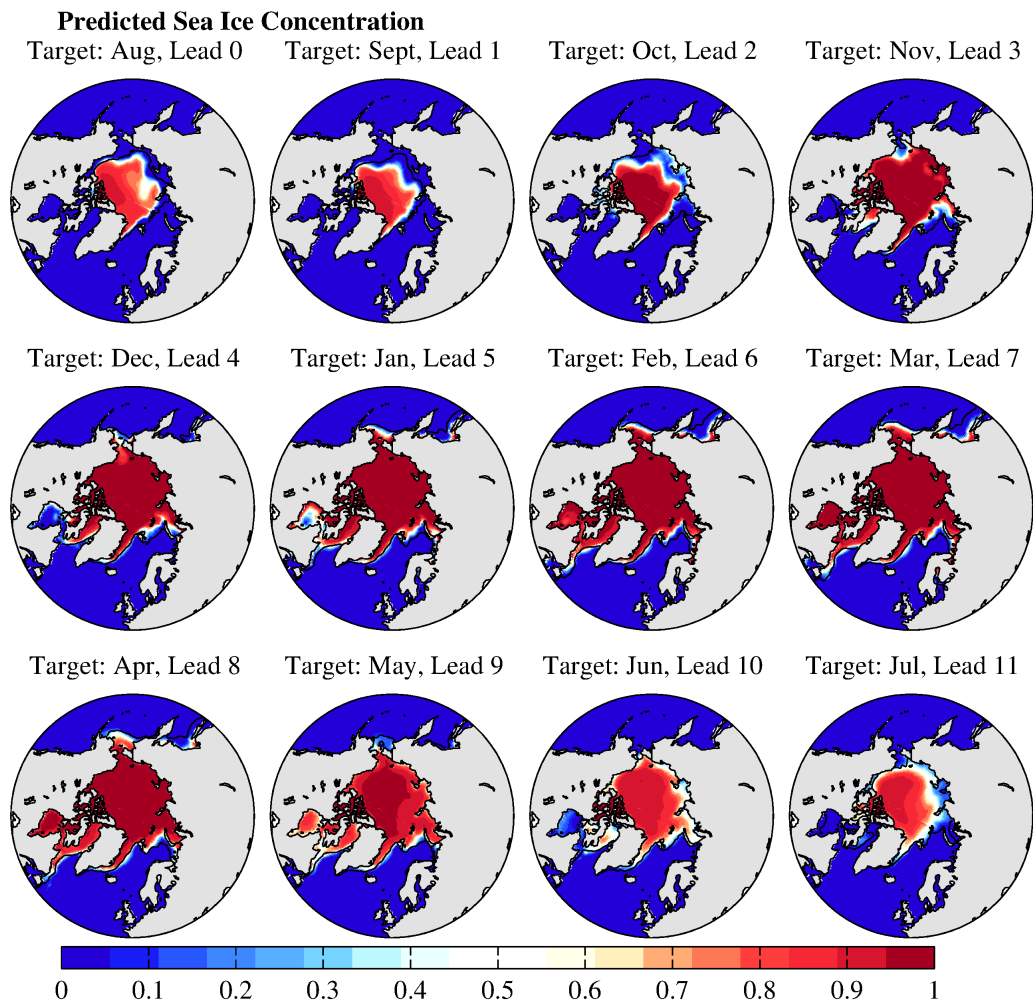 Predicted Sea Ice Concentration
Target: Aug, Lead 0
Target: Sept, Lead 1
Target: Oct, Lead 2
Target: Nov, Lead 3
Target: Dec, Lead 4
Target: Jan, Lead 5
Target: Feb, Lead 6
Target: Mar, Lead 7
Target: Apr, Lead 8
Target: May, Lead 9
Target: Jun, Lead 10
Target: Jul, Lead 11
0 0.1 0.2 0.3 0.4 0.5 0.6 0.7 0.8 0.9 1